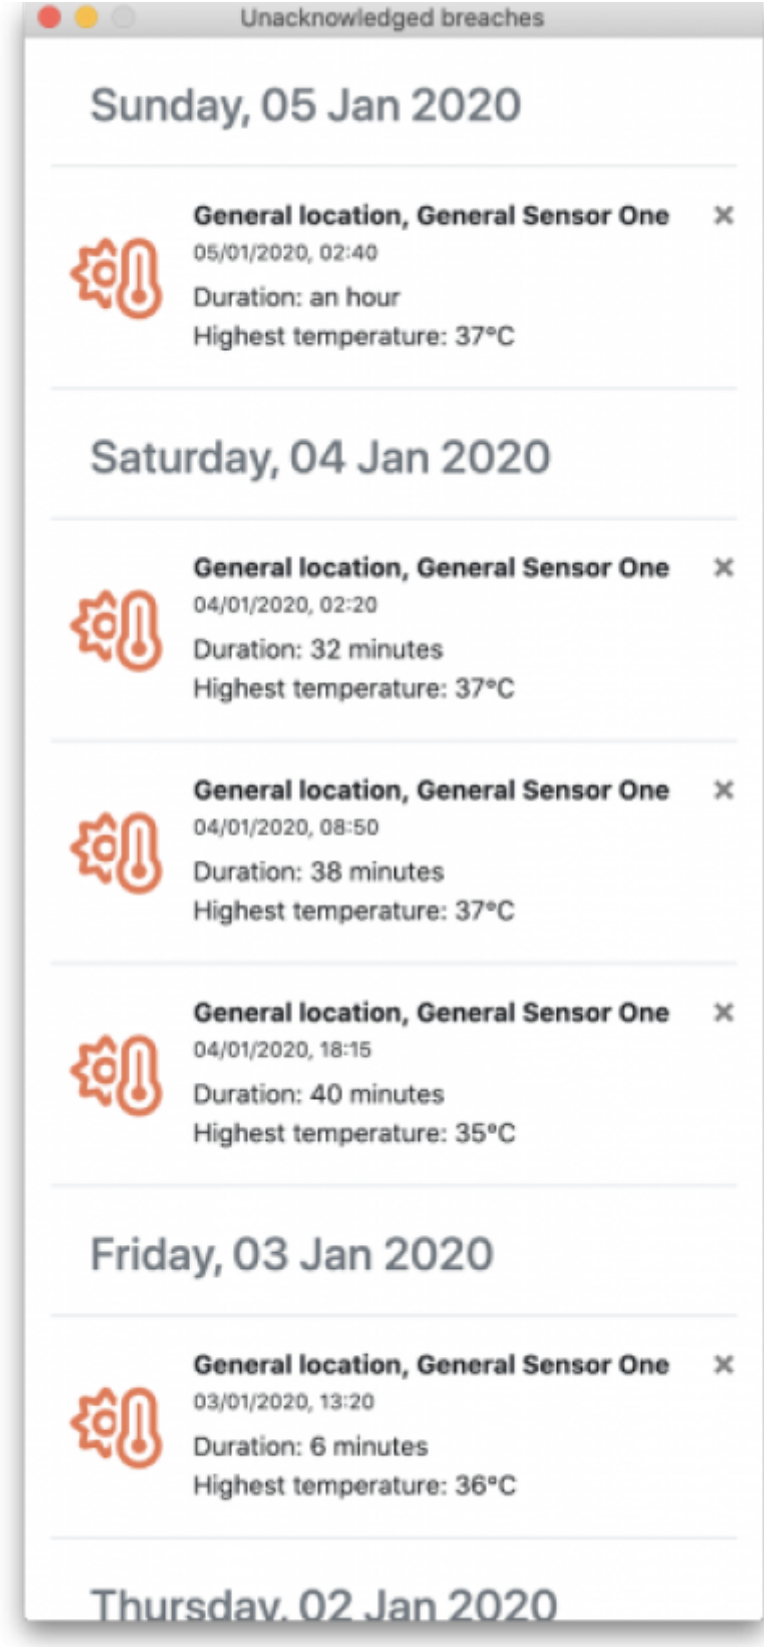 Unacknowledged breaches
Sunday, 05 Jan 2020
General location, General Sensor One
05/01/2020, 02:40
Duration: an hour
Highest temperature: 37°C
Saturday, 04 Jan 2020
General location, General Sensor One
04/01/2020, 02:20
Duration: 32 minutes
Highest temperature: 37°C
General location, General Sensor One
04/01/2020, 08:50
Duration: 38 minutes
Highest temperature: 37°C
General location, General Sensor One
04/01/2020, 18:15
Duration: 40 minutes
Highest temperature: 35°C
Friday, 03 Jan 2020
General location, General Sensor One
03/01/2020, 13:20
Duration: 6 minutes
Highest temperature: 36°C
Thursday, 02 Jan 2020